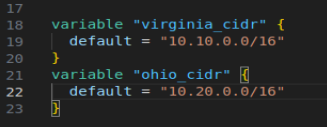 17
18 variable "virginia_cidr" {
19   default = "10.10.0.0/16"
20 }
21 variable "ohio_cidr" {
22   default = "10.20.0.0/16"
23 }